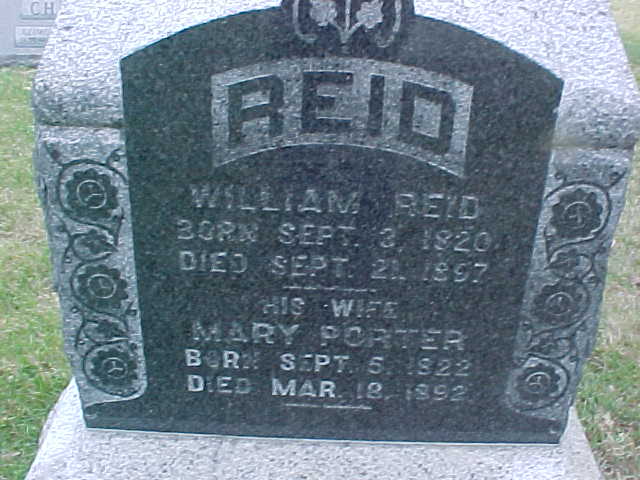 CH
REID
WILLIAM REID
BORN SEPT. 3, 1820
DIED SEPT. 21, 1897
HIS WIFE
MARY PORTER
BORN SEPT. 5, 1822
DIED MAR. 18, 1892